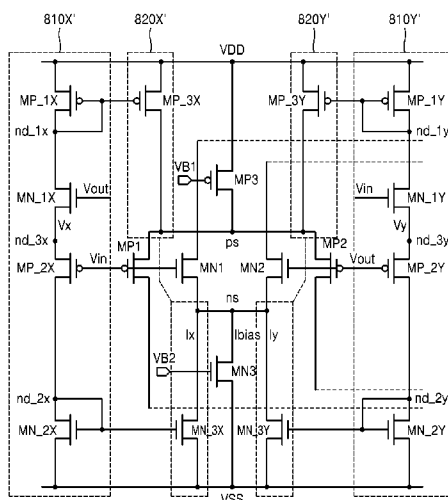 810X' 820X' 820Y' 810Y'
VDD
MP_1X MP_3X MP_3Y MP_1Y
nd_1x nd_1y
VB1 MP3
MN_1X Vout Vin MN_1Y
Vx Vy
nd_3x MP1 ps MP2 nd_3y
MP_2X Vin MN1 MN2 Vout MP_2Y
ns
Ix Ibias Iy
VB2 MN3
nd_2x nd_2y
MN_2X MN_3X MN_3Y MN_2Y
VSS